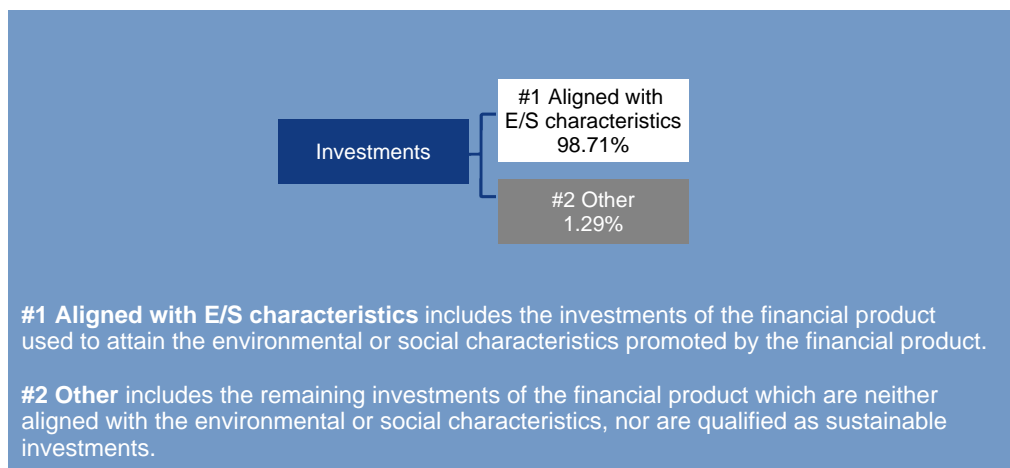 #1 Aligned with
E/S characteristics
98.71%
Investments
#2 Other
1.29%
#1 Aligned with E/S characteristics includes the investments of the financial product
used to attain the environmental or social characteristics promoted by the financial product.
#2 Other includes the remaining investments of the financial product which are neither
aligned with the environmental or social characteristics, nor are qualified as sustainable
investments.